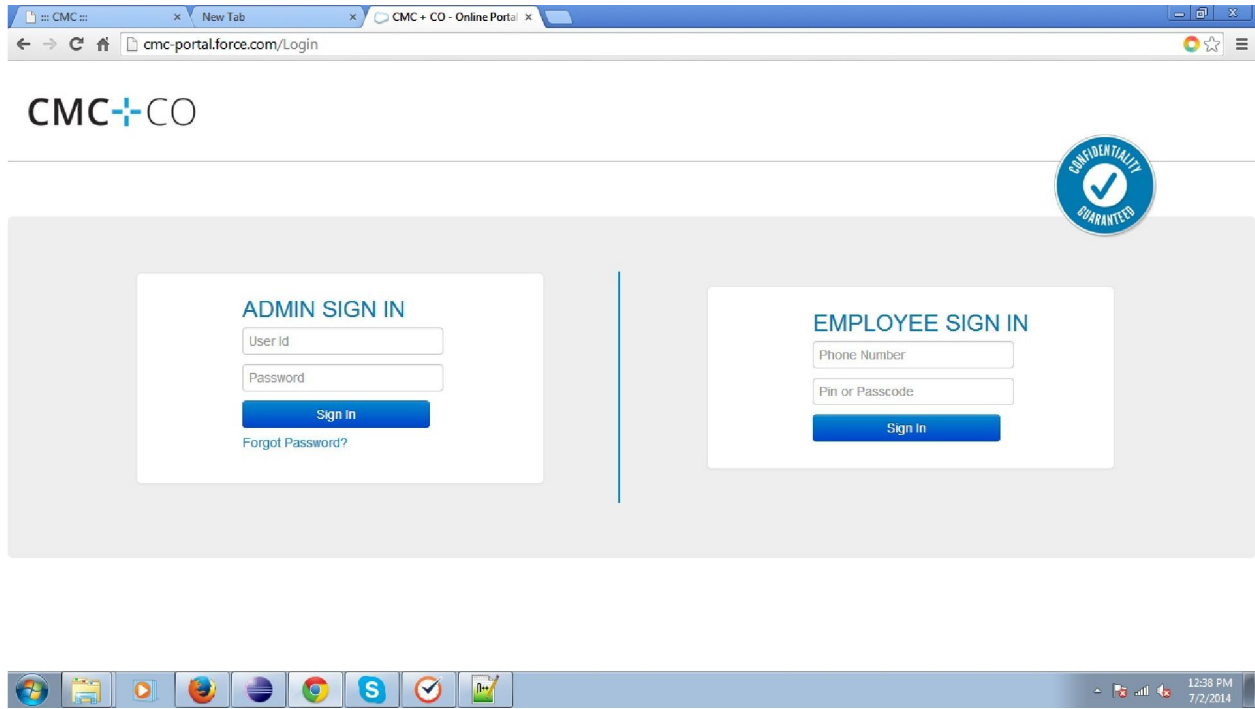 ::: CMC :::
New Tab
CMC + CO - Online Portal
cmc-portal.force.com/Login
CMC+CO
CONFIDENTIALITY
GUARANTEED
ADMIN SIGN IN
User Id
Password
Sign In
Forgot Password?
EMPLOYEE SIGN IN
Phone Number
Pin or Passcode
Sign In
12:38 PM
7/2/2014